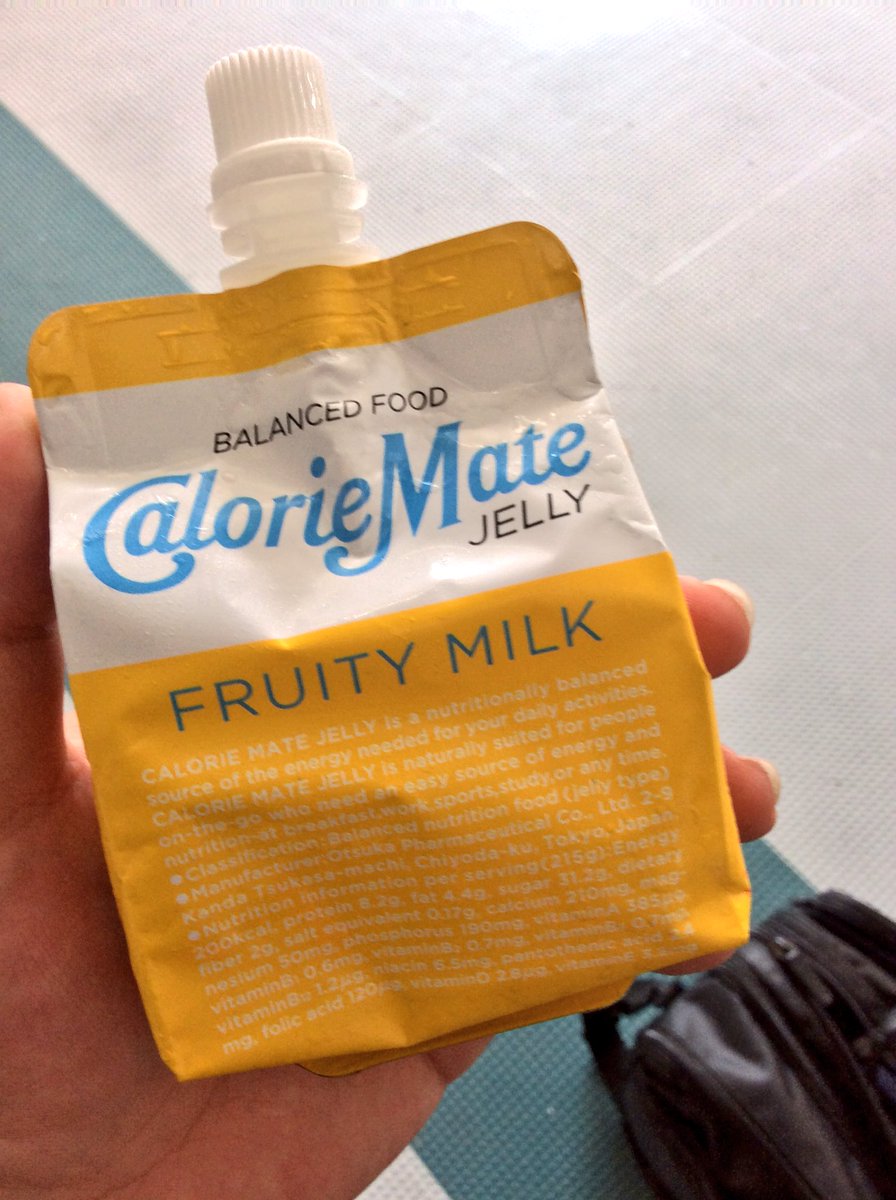 BALANCED FOOD
CalorieMate
JELLY
FRUITY MILK
CALORIE MATE JELLY is a nutritionally balanced
source of the energy needed for your daily activities.
CALORIE MATE JELLY is naturally suited for people
on-the-go who need an easy source of energy and
nutrition-at breakfast,work,sports,study,or any time.
●Classification:Balanced nutrition food (jelly type)
●Manufacturer:Otsuka Pharmaceutical Co., Ltd. 2-9
Kanda Tsukasa-machi, Chiyoda-ku, Tokyo, Japan.
●Nutrition information per serving(215g):Energy
200kcal, protein 8.2g, fat 4.4g, sugar 31.2g, dietary
fiber 2g, salt equivalent 0.17g, calcium 210mg, mag-
nesium 50mg, phosphorus 190mg, vitaminA 385μg
vitaminB₁ 0.6mg, vitaminB₂ 0.7mg, vitaminB₆ 0.7mg
vitaminB₁₂ 1.2μg, niacin 6.5mg, pantothenic acid
mg, folic acid 120μg, vitaminD 2.8μg, vitaminE